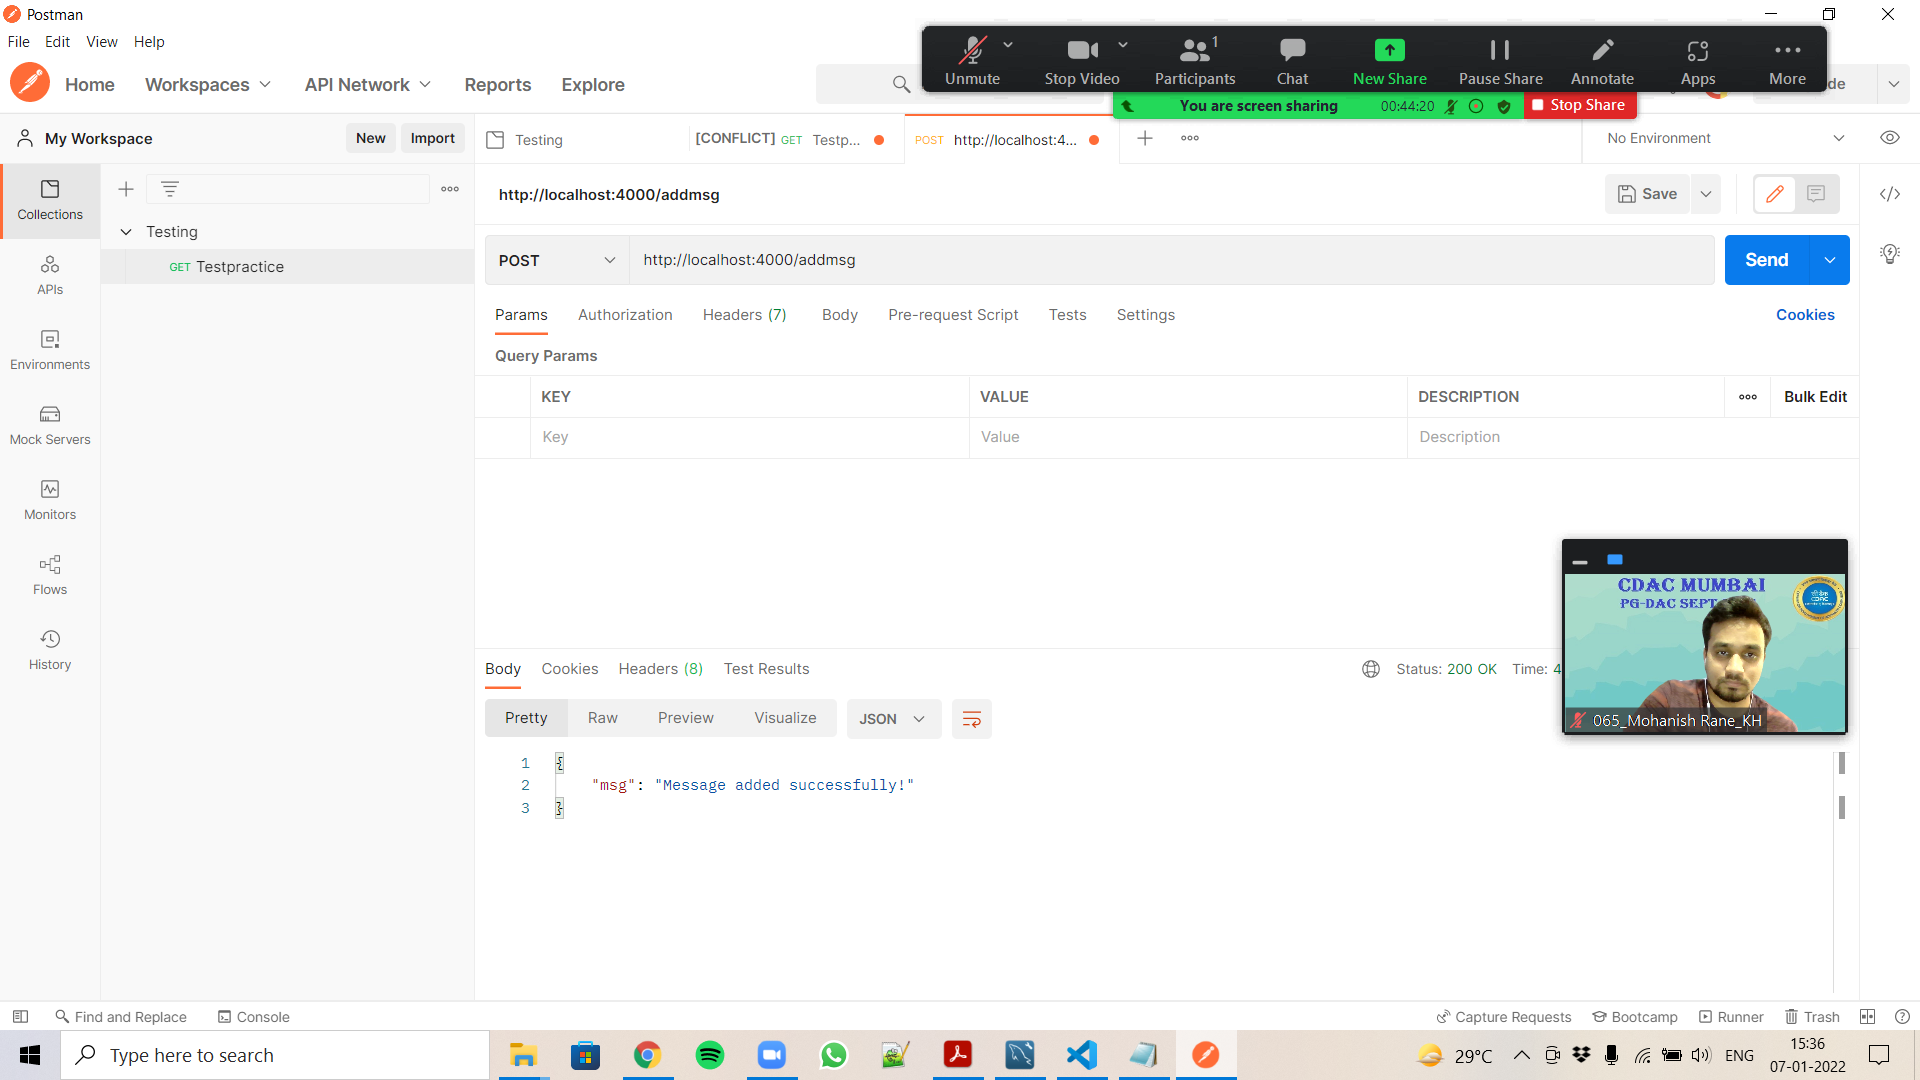 Postman
File Edit View Help
Home Workspaces API Network Reports Explore
Unmute Stop Video Participants 1 Chat New Share Pause Share Annotate Apps More
You are screen sharing 00:44:20 Stop Share
My Workspace New Import
Testing [CONFLICT] GET Testp... POST http://localhost:4... No Environment
Collections
APIs
Environments
Mock Servers
Monitors
Flows
History
Testing
GET Testpractice
http://localhost:4000/addmsg Save
POST http://localhost:4000/addmsg Send
Params Authorization Headers (7) Body Pre-request Script Tests Settings Cookies
Query Params
KEY VALUE DESCRIPTION Bulk Edit
Key Value Description
CDAC MUMBAI
PG-DAC SEPT
065_Mohanish Rane_KH
Body Cookies Headers (8) Test Results Status: 200 OK Time: 4
Pretty Raw Preview Visualize JSON
1 {
2 "msg": "Message added successfully!"
3 }
Find and Replace Console Capture Requests Bootcamp Runner Trash
Type here to search 29°C ENG 15:36
07-01-2022